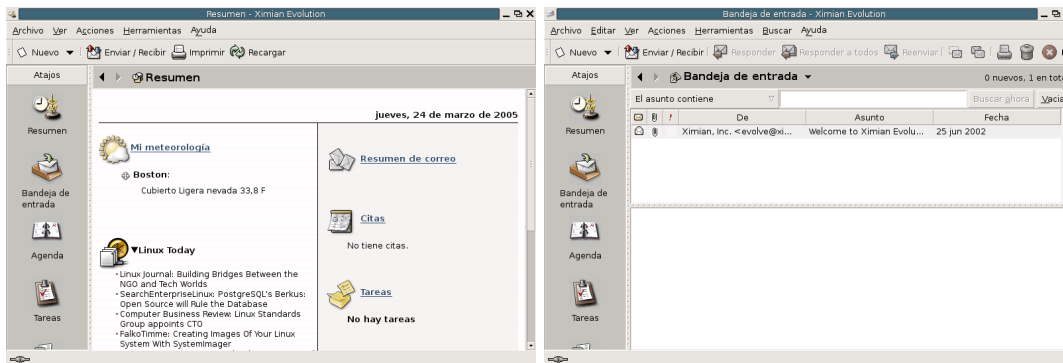 Resumen - Ximian Evolution
Archivo Ver Acciones Herramientas Ayuda
Nuevo Enviar / Recibir Imprimir Recargar
Atajos
Resumen
jueves, 24 de marzo de 2005
Resumen
Bandeja de entrada
Agenda
Tareas
Mi meteorología
Boston:
Cubierto Ligera nevada 33,8 F
Linux Today
Linux Journal: Building Bridges Between the
NGO and Tech Worlds
SearchEnterpriseLinux: PostgreSQL's Berkus:
Open Source will Rule the Database
Computer Business Review: Linux Standards
Group appoints CTO
FalkoTimme: Creating Images Of Your Linux
System With SystemImager
Resumen de correo
Citas
No tiene citas.
Tareas
No hay tareas
Bandeja de entrada - Ximian Evolution
Archivo Editar Ver Acciones Herramientas Buscar Ayuda
Nuevo Enviar / Recibir Responder Responder a todos Reenviar
Atajos
Bandeja de entrada
0 nuevos, 1 en tota
El asunto contiene
Buscar ahora Vacia
De Asunto Fecha
Ximian, Inc. <evolve@xi... Welcome to Ximian Evolu... 25 jun 2002
Resumen
Bandeja de
entrada
Agenda
Tareas